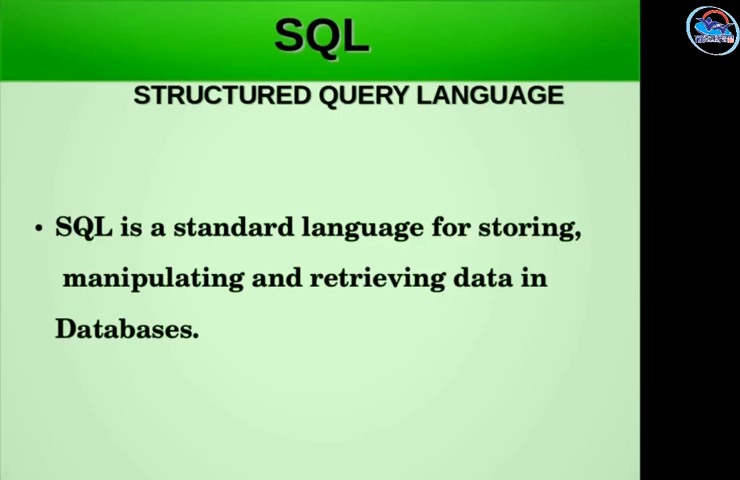 SQL
STRUCTURED QUERY LANGUAGE
• SQL is a standard language for storing,
manipulating and retrieving data in
Databases.